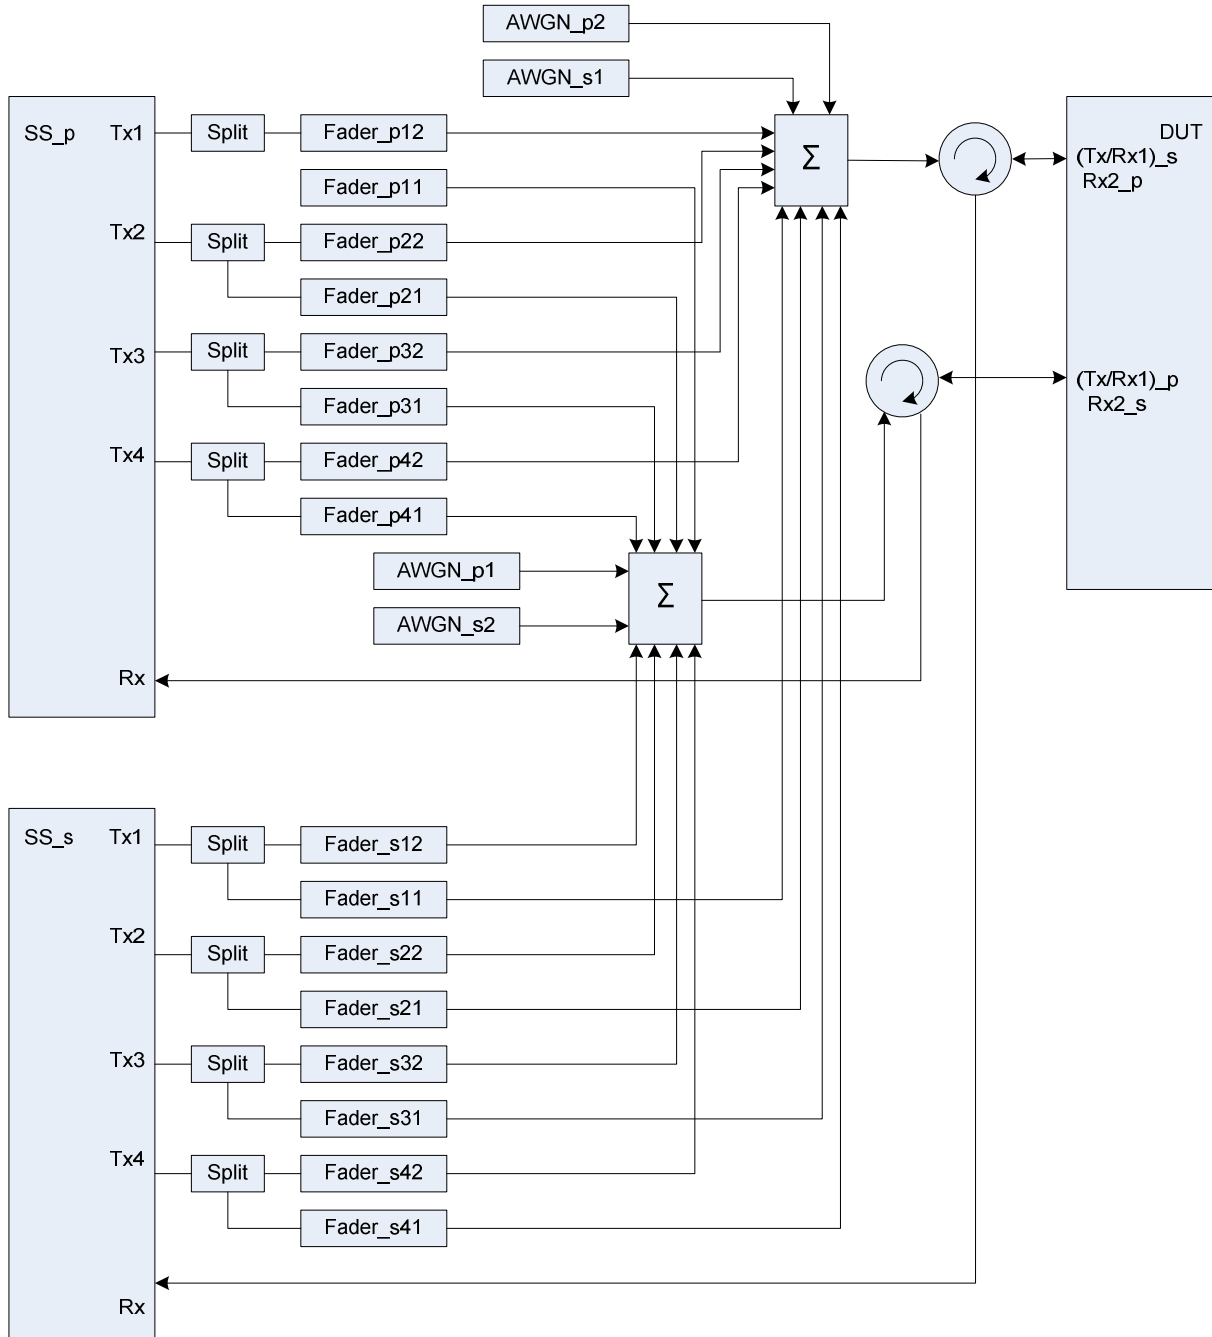 AWGN_p2
AWGN_s1
SS_p
Tx1
Split
Fader_p12
Σ
DUT
(Tx/Rx1)_s
Rx2_p
Fader_p11
Tx2
Split
Fader_p22
Fader_p21
Tx3
Split
Fader_p32
(Tx/Rx1)_p
Rx2_s
Fader_p31
Tx4
Split
Fader_p42
Fader_p41
AWGN_p1
Σ
AWGN_s2
Rx
SS_s
Tx1
Split
Fader_s12
Fader_s11
Tx2
Split
Fader_s22
Fader_s21
Tx3
Split
Fader_s32
Fader_s31
Tx4
Split
Fader_s42
Fader_s41
Rx